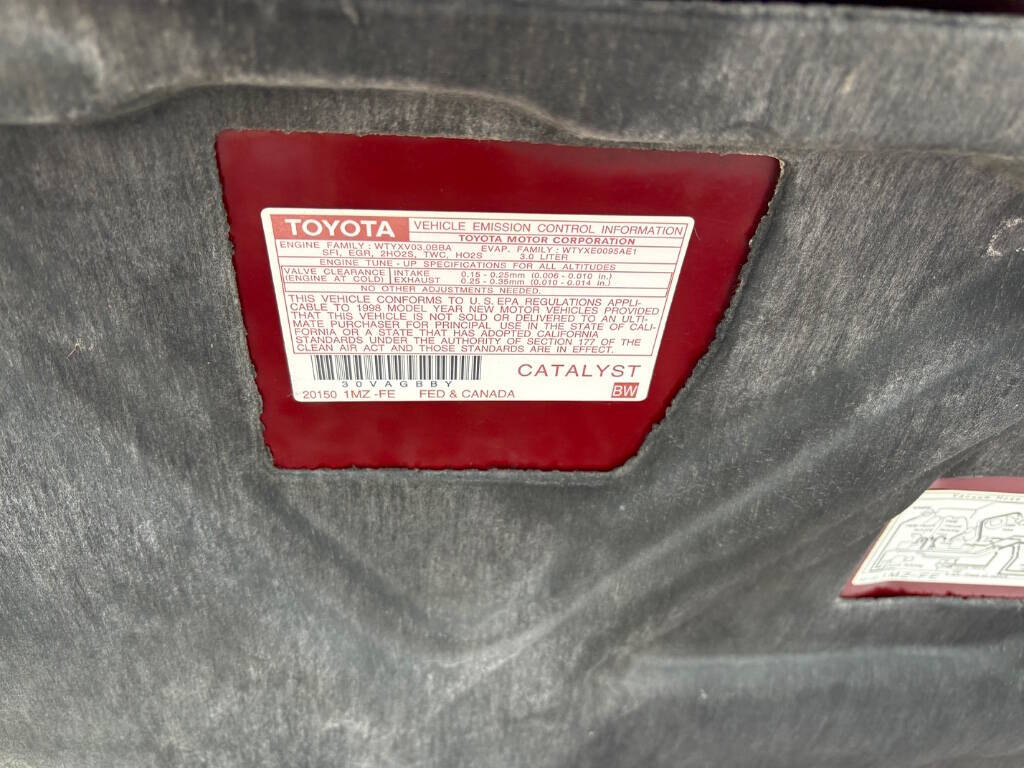 TOYOTA VEHICLE EMISSION CONTROL INFORMATION
TOYOTA MOTOR CORPORATION
ENGINE FAMILY : WTYXV03.0BBA EVAP. FAMILY : WTYXE0095AE1
SFI, EGR, 2HO2S, TWC, HO2S 3.0 LITER
ENGINE TUNE - UP SPECIFICATIONS FOR ALL ALTITUDES
VALVE CLEARANCE INTAKE 0.15 - 0.25mm (0.006 - 0.010 in.)
(ENGINE AT COLD) EXHAUST 0.25 - 0.35mm (0.010 - 0.014 in.)
NO OTHER ADJUSTMENTS NEEDED.
THIS VEHICLE CONFORMS TO U.S.EPA REGULATIONS APPLI-
CABLE TO 1998 MODEL YEAR NEW MOTOR VEHICLES PROVIDED
THAT THIS VEHICLE IS NOT SOLD OR DELIVERED TO AN ULTI-
MATE PURCHASER FOR PRINCIPAL USE IN THE STATE OF CALI-
FORNIA OR A STATE THAT HAS ADOPTED CALIFORNIA
STANDARDS UNDER THE AUTHORITY OF SECTION 177 OF THE
CLEAN AIR ACT AND THOSE STANDARDS ARE IN EFFECT.
30VAGBBY CATALYST
20150 1MZ-FE FED & CANADA BW
1MZ-FE